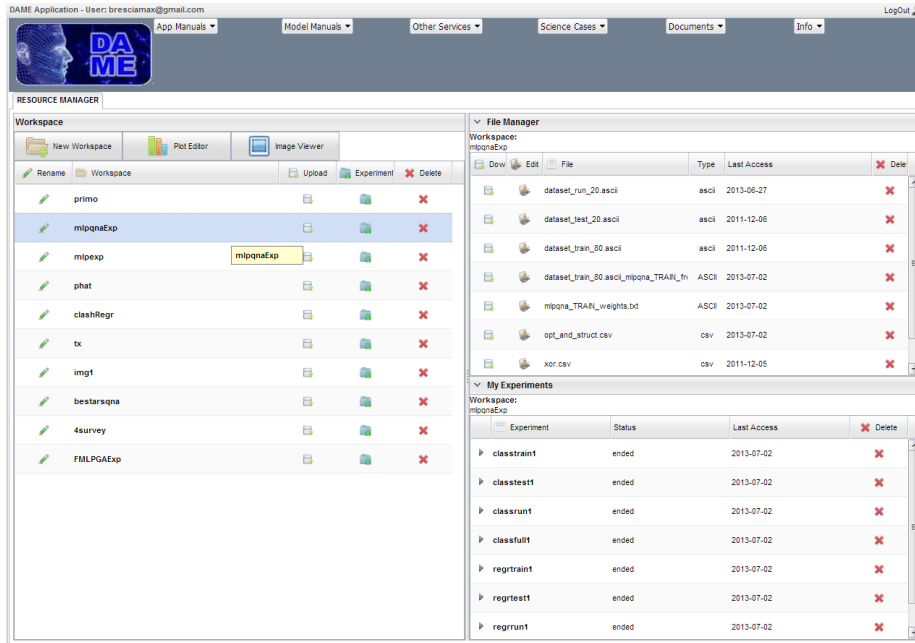 DAME Application - User: bresciamax@gmail.com LogOut
App Manuals Model Manuals Other Services Science Cases Documents Info
DA
ME
RESOURCE MANAGER
Workspace
New Workspace Plot Editor Image Viewer
Rename Workspace Upload Experiment Delete
primo
mlpqnaExp
mlpexp
mlpqnaExp
phat
clashRegr
tx
img1
bestarsqna
4survey
FMLPGAExp
File Manager
Workspace:
mlpqnaExp
Dow Edit File Type Last Access Dele
dataset_run_20.ascii ascii 2013-06-27
dataset_test_20.ascii ascii 2011-12-06
dataset_train_80.ascii ascii 2011-12-06
dataset_train_80.ascii_mlpqna_TRAIN_fr ASCII 2013-07-02
mlpqna_TRAIN_weights.txt ASCII 2013-07-02
opt_and_struct.csv csv 2013-07-02
xor.csv csv 2011-12-05
My Experiments
Workspace:
mlpqnaExp
Experiment Status Last Access Delete
classtrain1 ended 2013-07-02
classtest1 ended 2013-07-02
classrun1 ended 2013-07-02
classfull1 ended 2013-07-02
regrtrain1 ended 2013-07-02
regrtest1 ended 2013-07-02
regrrun1 ended 2013-07-02